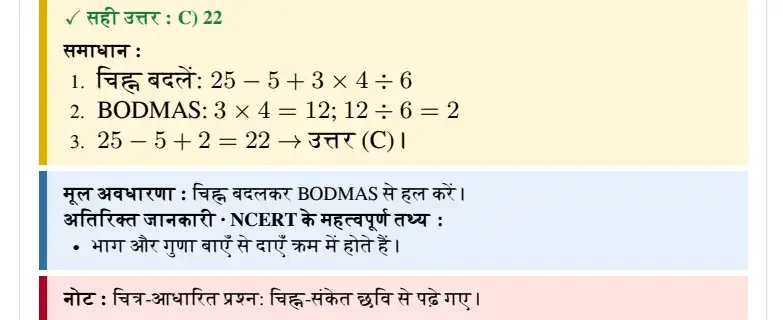 ✓ सही उत्तर : C) 22
समाधान :
1. चिह्न बदलें: 25 − 5 + 3 × 4 ÷ 6
2. BODMAS: 3 × 4 = 12; 12 ÷ 6 = 2
3. 25 − 5 + 2 = 22 → उत्तर (C)।
मूल अवधारणा : चिह्न बदलकर BODMAS से हल करें।
अतिरिक्त जानकारी · NCERT के महत्वपूर्ण तथ्य :
• भाग और गुणा बाएँ से दाएँ क्रम में होते हैं।
नोट : चित्र-आधारित प्रश्न: चिह्न-संकेत छवि से पढ़े गए।